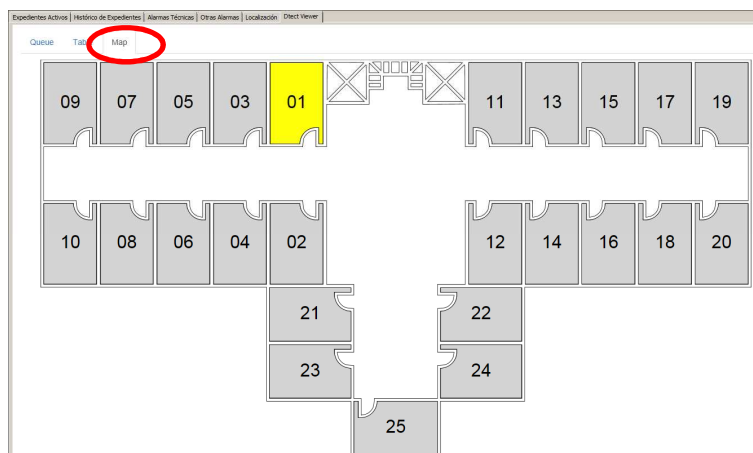 Expedientes Activos Histórico de Expedientes Alarmas Técnicas Otras Alarmas Localización Dtect Viewer
Queue Tab Map
09 07 05 03 01 11 13 15 17 19
10 08 06 04 02 12 14 16 18 20
21 22
23 24
25